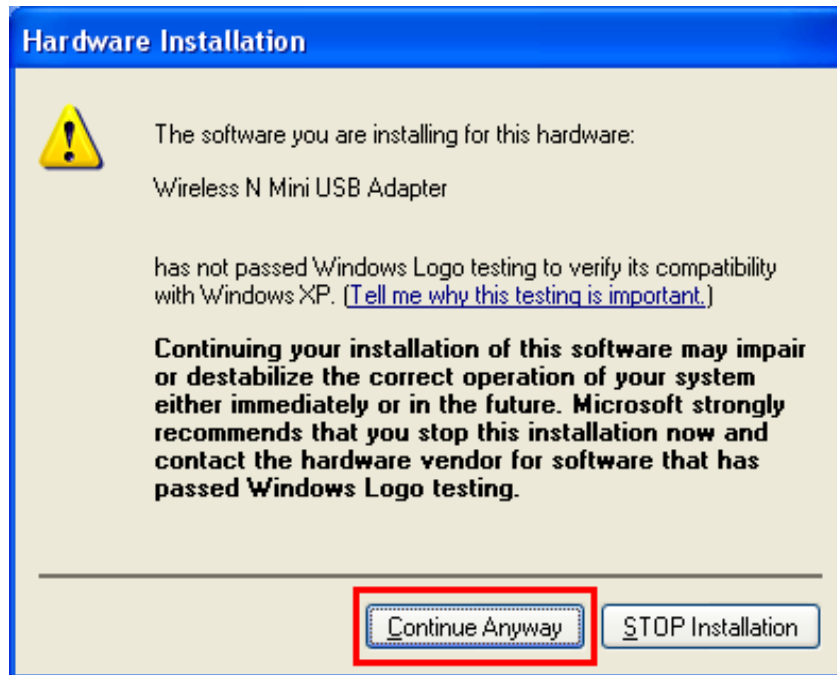 Hardware Installation
The software you are installing for this hardware:
Wireless N Mini USB Adapter
has not passed Windows Logo testing to verify its compatibility
with Windows XP. (Tell me why this testing is important.)
Continuing your installation of this software may impair
or destabilize the correct operation of your system
either immediately or in the future. Microsoft strongly
recommends that you stop this installation now and
contact the hardware vendor for software that has
passed Windows Logo testing.
Continue Anyway
STOP Installation